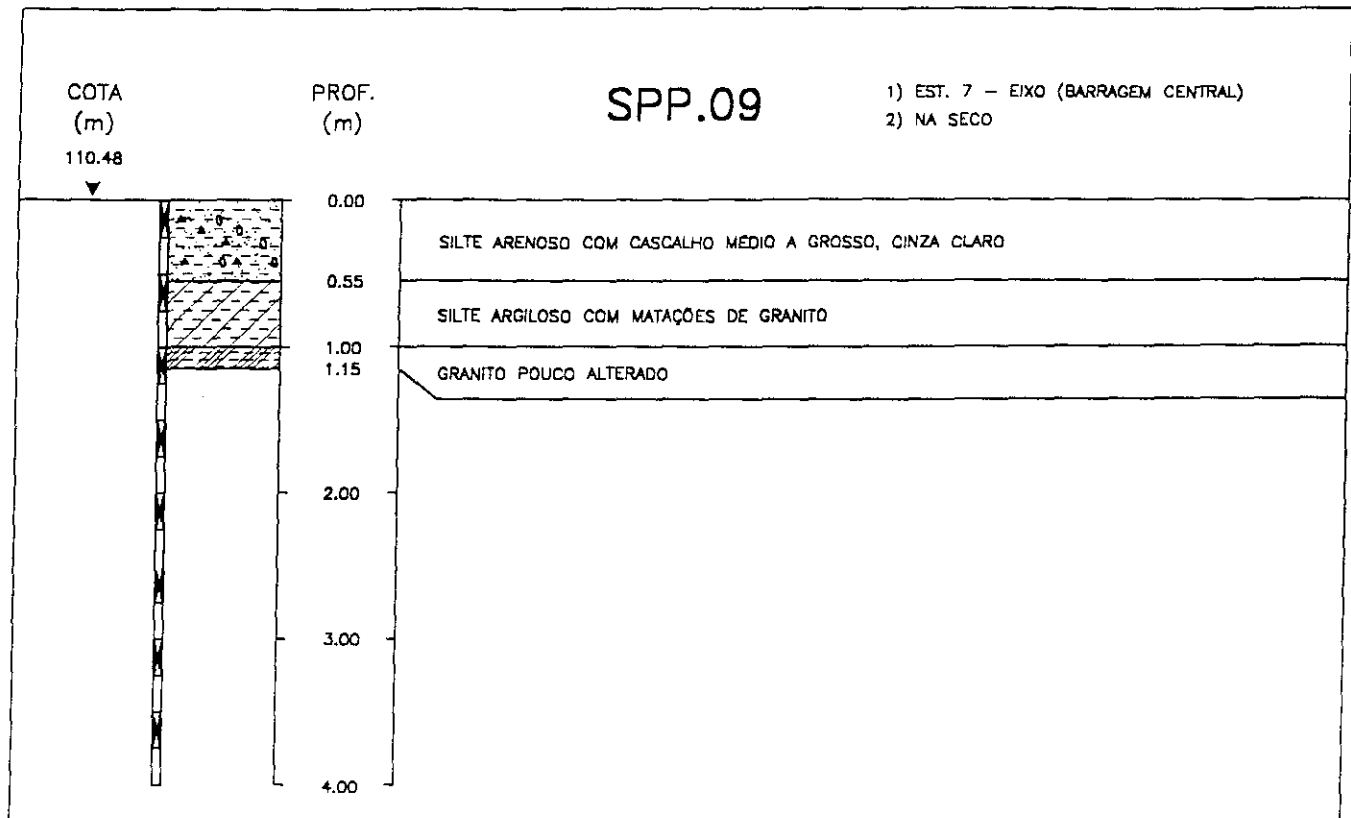 COTA
(m)
110.48
PROF.
(m)
SPP.09
1) EST. 7 – EIXO (BARRAGEM CENTRAL)
2) NA SECO
0.00
SILTE ARENOSO COM CASCALHO MÉDIO A GROSSO, CINZA CLARO
0.55
SILTE ARGILOSO COM MATAÇÕES DE GRANITO
1.00
1.15
GRANITO POUCO ALTERADO
2.00
3.00
4.00